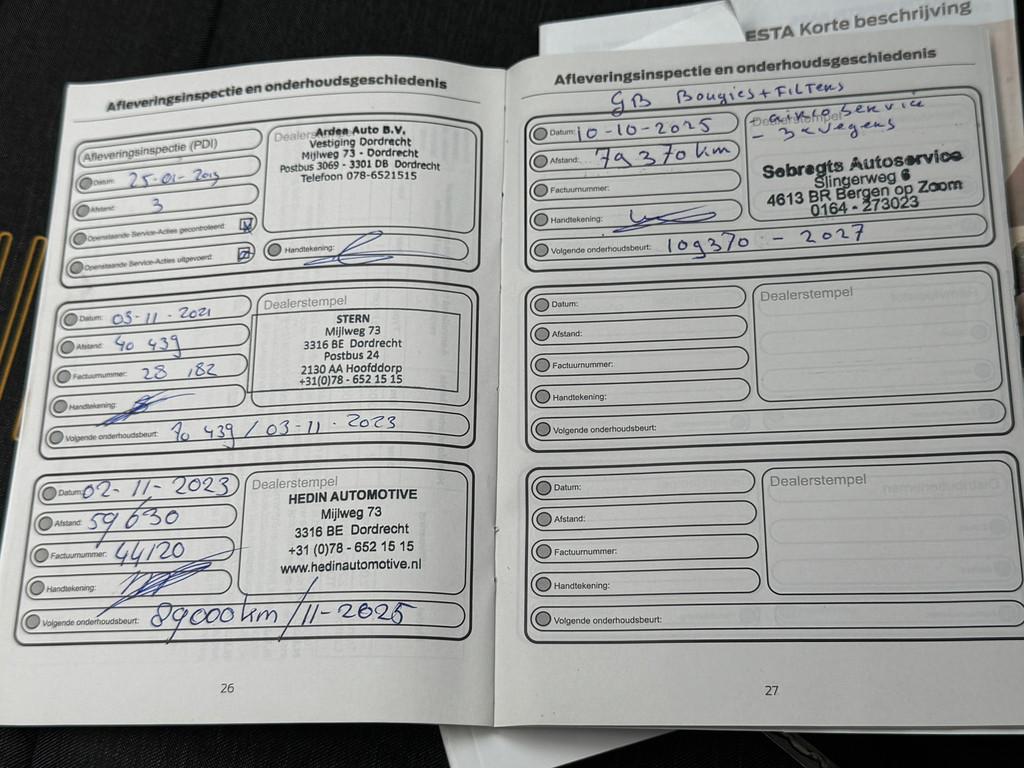 ESTA Korte beschrijving
Afleveringsinspectie en onderhoudsgeschiedenis
Afleveringsinspectie (PDI)
Datum: 25-01-2019
Afstand: 3
Openstaande Service-Acties gecontroleerd:
Openstaande Service-Acties uitgevoerd:
Dealerstempel
Arden Auto B.V.
Vestiging Dordrecht
Mijlweg 73 - Dordrecht
Postbus 3069 - 3301 DB Dordrecht
Telefoon 078-6521515
Handtekening:
Datum: 03-11-2021
Afstand: 40 439
Factuurnummer: 28 182
Handtekening:
Dealerstempel
STERN
Mijlweg 73
3316 BE Dordrecht
Postbus 24
2130 AA Hoofddorp
+31(0)78 - 652 15 15
Volgende onderhoudsbeurt: 70 439 / 03-11-2023
Datum: 02-11-2023
Afstand: 59630
Factuurnummer: 44120
Handtekening:
Dealerstempel
HEDIN AUTOMOTIVE
Mijlweg 73
3316 BE Dordrecht
+31 (0)78 - 652 15 15
www.hedinautomotive.nl
Volgende onderhoudsbeurt: 89000km / 11-2025
26
Afleveringsinspectie en onderhoudsgeschiedenis
GB Bougies + Filters
Datum: 10-10-2025
Afstand: 79370km
Factuurnummer:
Handtekening:
Dealerstempel
- airco service
- 3x vegens
Sebregts Autoservice
Slingerweg 6
4613 BR Bergen op Zoom
0164 - 273023
Volgende onderhoudsbeurt: 109370 - 2027
Datum:
Afstand:
Factuurnummer:
Handtekening:
Dealerstempel
Volgende onderhoudsbeurt:
Datum:
Afstand:
Factuurnummer:
Handtekening:
Dealerstempel
Volgende onderhoudsbeurt:
27